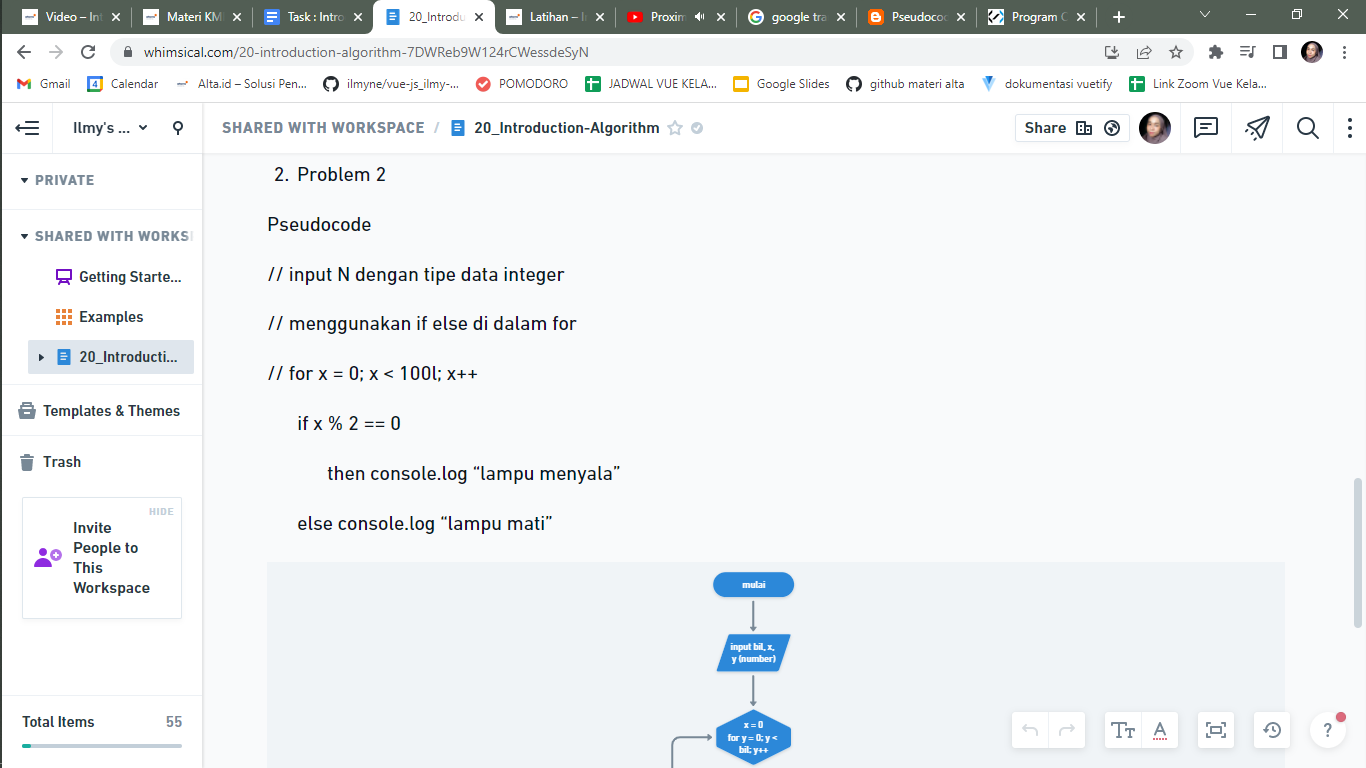 Video – Int
Materi KM
Task : Intro
20_Introdu
Latihan – I
Proxim
google tra
Pseudocod
Program C
whimsical.com/20-introduction-algorithm-7DWReb9W124rCWessdeSyN
Gmail
Calendar
Alta.id – Solusi Pen...
ilmyne/vue-js_ilmy-...
POMODORO
JADWAL VUE KELA...
Google Slides
github materi alta
dokumentasi vuetify
Link Zoom Vue Kela...
Ilmy's ...
SHARED WITH WORKSPACE / 20_Introduction-Algorithm
Share
PRIVATE
SHARED WITH WORKS
Getting Starte...
Examples
20_Introducti...
Templates & Themes
Trash
HIDE
Invite
People to
This
Workspace
Total Items 55
2. Problem 2
Pseudocode
// input N dengan tipe data integer
// menggunakan if else di dalam for
// for x = 0; x < 100l; x++
if x % 2 == 0
then console.log “lampu menyala”
else console.log “lampu mati”
mulai
input bil, x,
y (number)
x = 0
for y = 0; y <
bil; y++